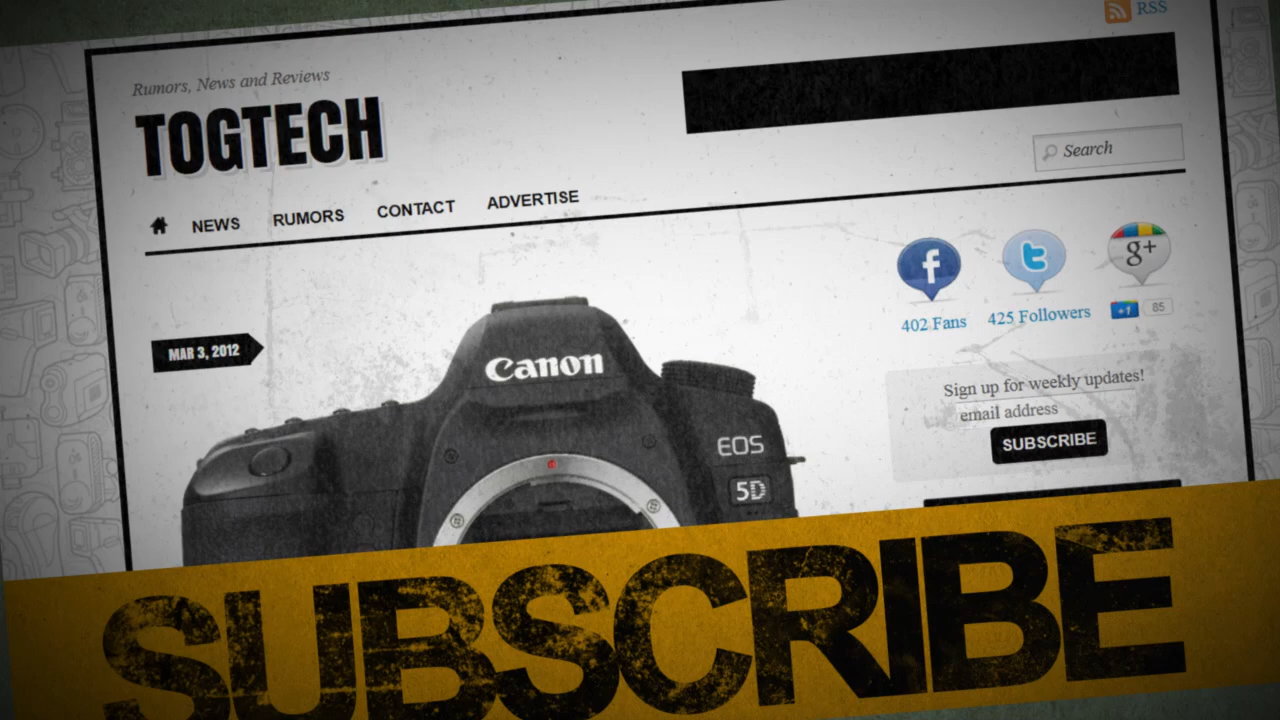 RSS
Rumors, News and Reviews
TOGTECH
Search
NEWS RUMORS CONTACT ADVERTISE
f t g+
402 Fans 425 Followers +1 85
MAR 3, 2012
Canon
EOS
5D
Sign up for weekly updates!
email address
SUBSCRIBE
SUBSCRIBE